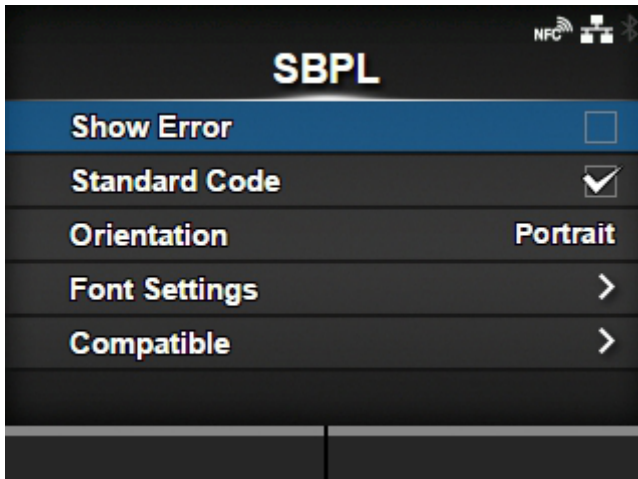 NFC
SBPL
Show Error
Standard Code
Orientation Portrait
Font Settings
Compatible